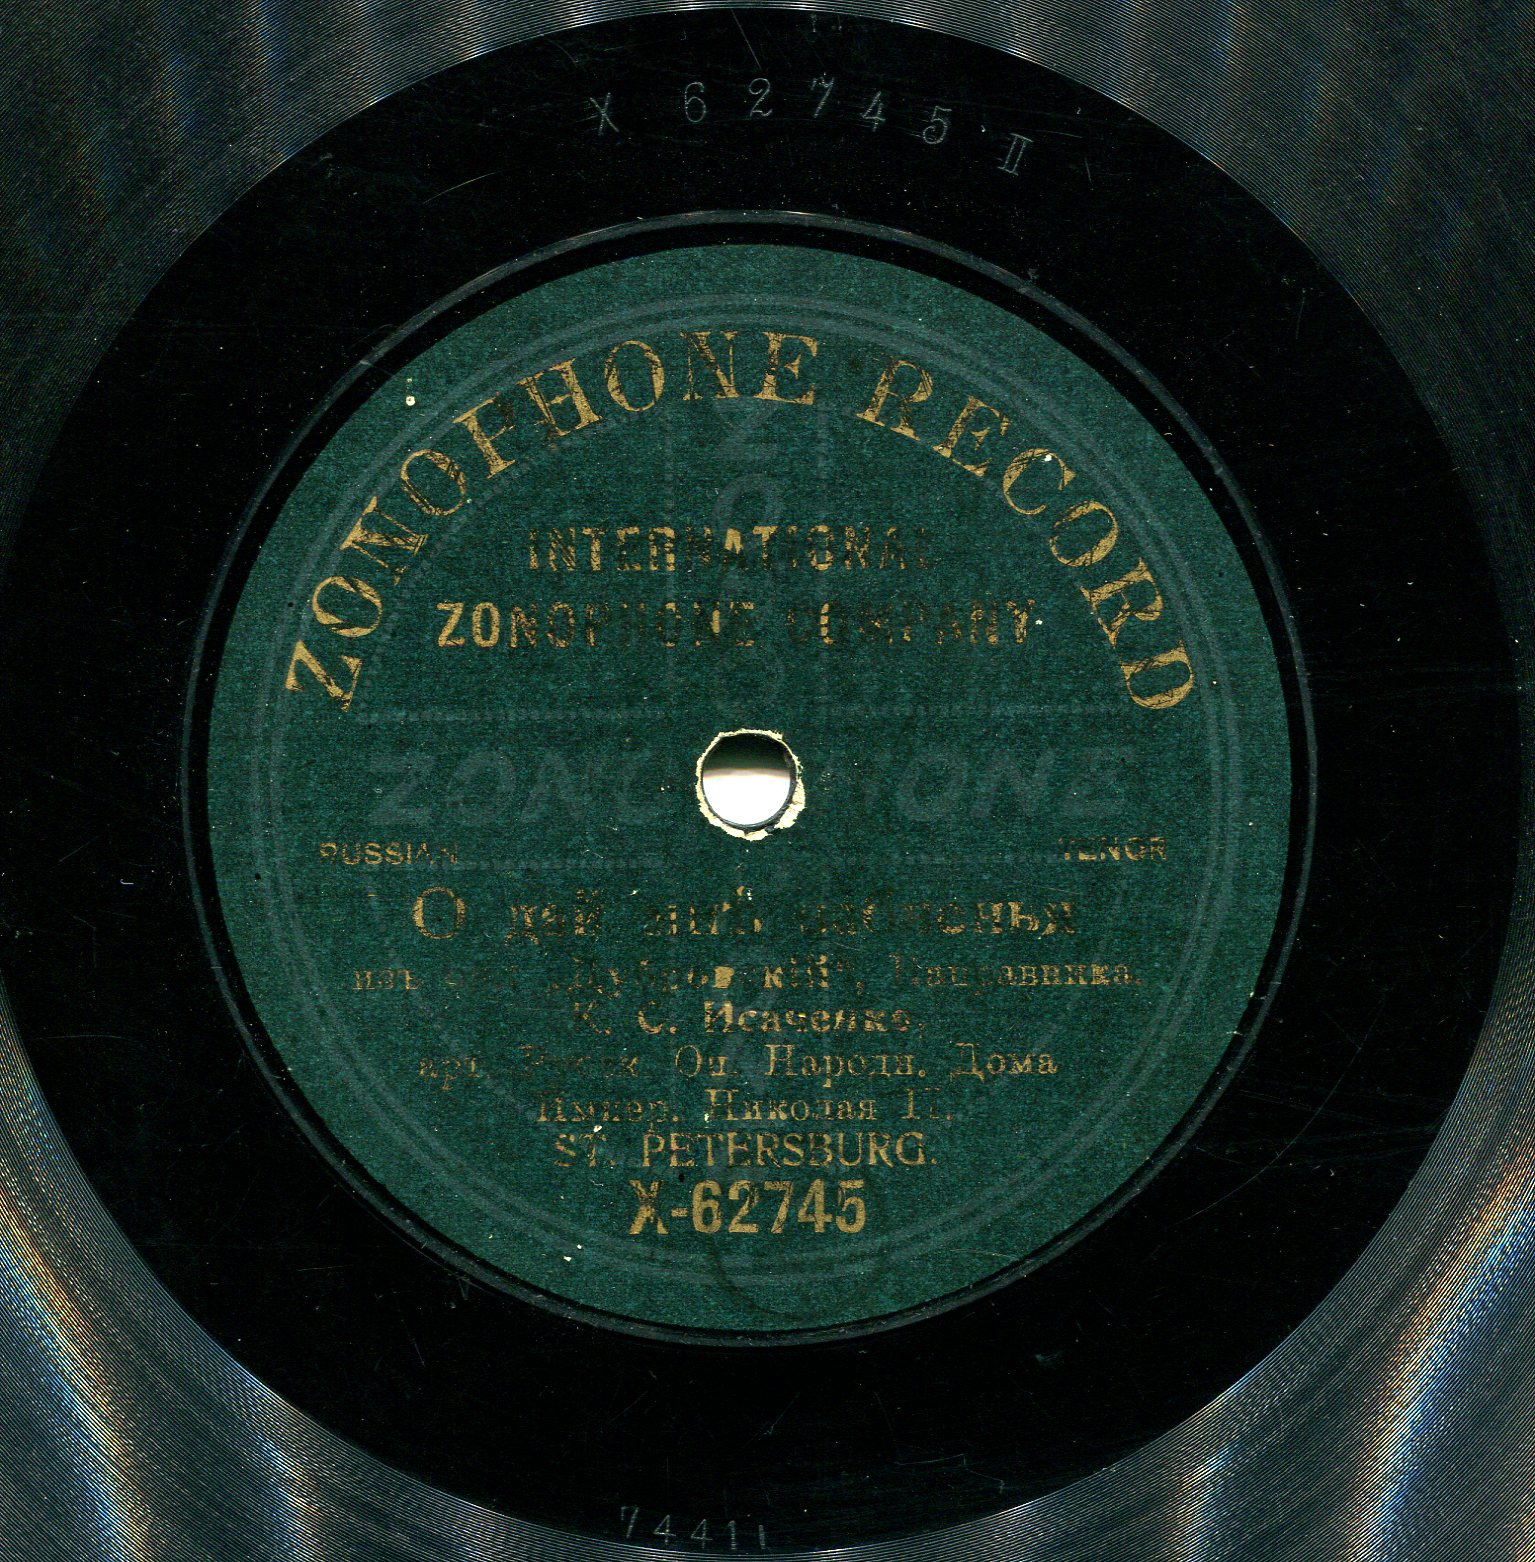 X 62745 II
ZONOPHONE RECORD
INTERNATIONAL
ZONOPHONE COMPANY
ZONOPHONE
RUSSIAN
TENOR
О дай мнѣ забвенья
изъ оп. „Дубровскій“, Направника.
К. С. Исаченко,
арт. Русск. Оп. Народн. Дома
Импер. Николая II.
ST. PETERSBURG.
X-62745
7441